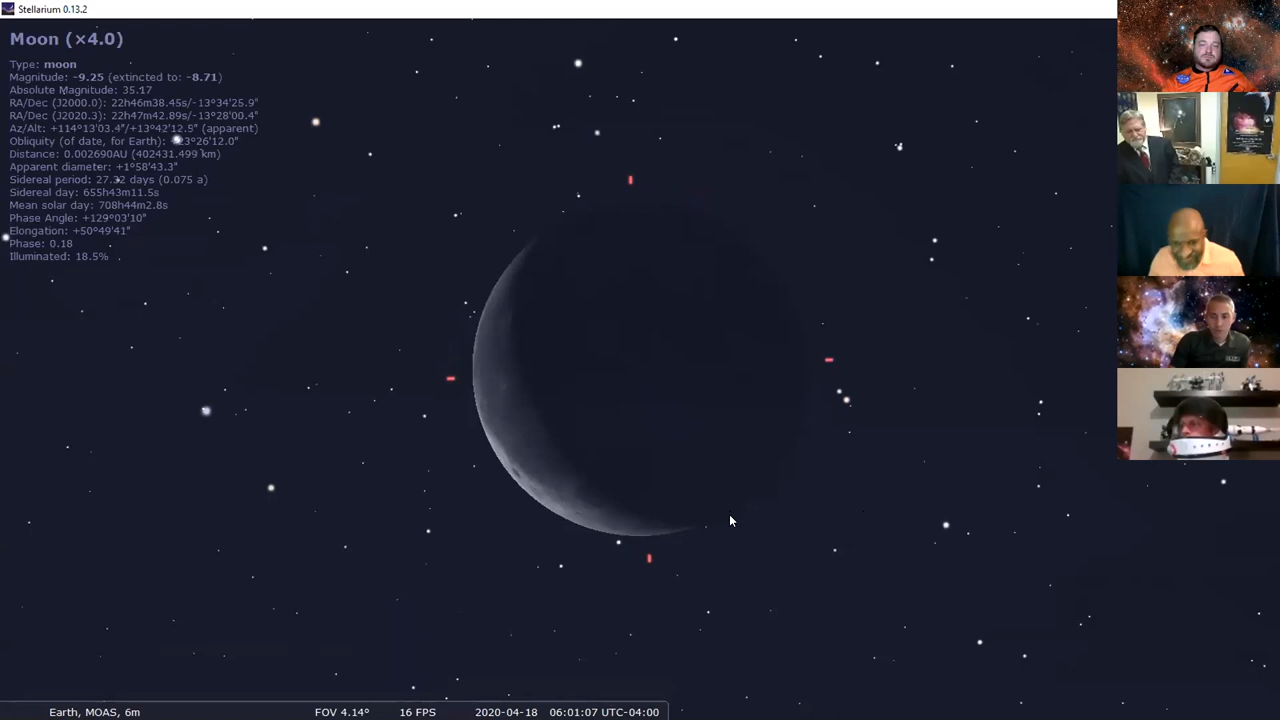 Stellarium 0.13.2
Moon (×4.0)
Type: moon
Magnitude: -9.25 (extincted to: -8.71)
Absolute Magnitude: 35.17
RA/Dec (J2000.0): 22h46m38.45s/-13°34'25.9"
RA/Dec (J2020.3): 22h47m42.89s/-13°28'00.4"
Az/Alt: +114°13'03.4"/+13°42'12.5" (apparent)
Obliquity (of date, for Earth): +23°26'12.0"
Distance: 0.002690AU (402431.499 km)
Apparent diameter: +1°58'43.3"
Sidereal period: 27.32 days (0.075 a)
Sidereal day: 655h43m11.5s
Mean solar day: 708h44m2.8s
Phase Angle: +129°03'10"
Elongation: +50°49'41"
Phase: 0.18
Illuminated: 18.5%
Earth, MOAS, 6m FOV 4.14° 16 FPS 2020-04-18 06:01:07 UTC-04:00